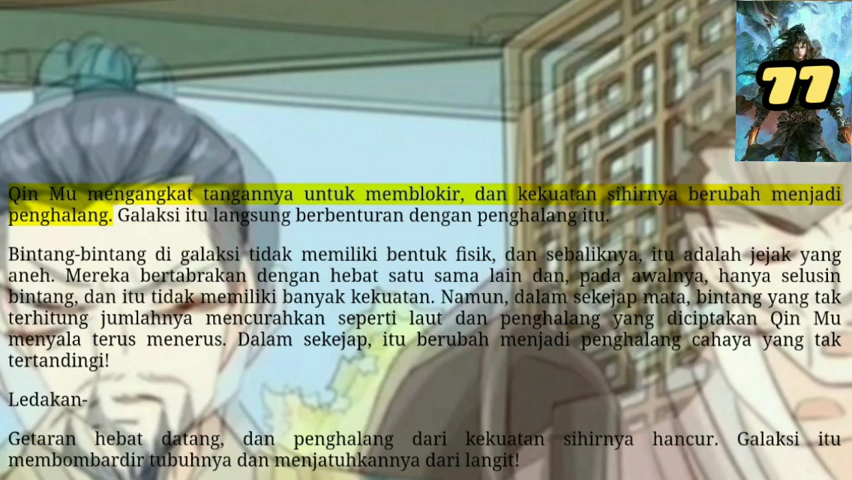 77
Qin Mu mengangkat tangannya untuk memblokir, dan kekuatan sihirnya berubah menjadi
penghalang. Galaksi itu langsung berbenturan dengan penghalang itu.
Bintang-bintang di galaksi tidak memiliki bentuk fisik, dan sebaliknya, itu adalah jejak yang
aneh. Mereka bertabrakan dengan hebat satu sama lain dan, pada awalnya, hanya selusin
bintang, dan itu tidak memiliki banyak kekuatan. Namun, dalam sekejap mata, bintang yang tak
terhitung jumlahnya mencurahkan seperti laut dan penghalang yang diciptakan Qin Mu
menyala terus menerus. Dalam sekejap, itu berubah menjadi penghalang cahaya yang tak
tertandingi!
Ledakan-
Getaran hebat datang, dan penghalang dari kekuatan sihirnya hancur. Galaksi itu
membombardir tubuhnya dan menjatuhkannya dari langit!